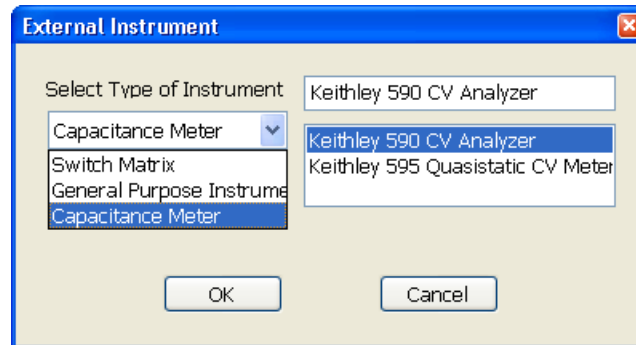 External Instrument
Select Type of Instrument
Keithley 590 CV Analyzer
Capacitance Meter
Keithley 590 CV Analyzer
Switch Matrix
Keithley 595 Quasistatic CV Meter
General Purpose Instrume
Capacitance Meter
OK
Cancel